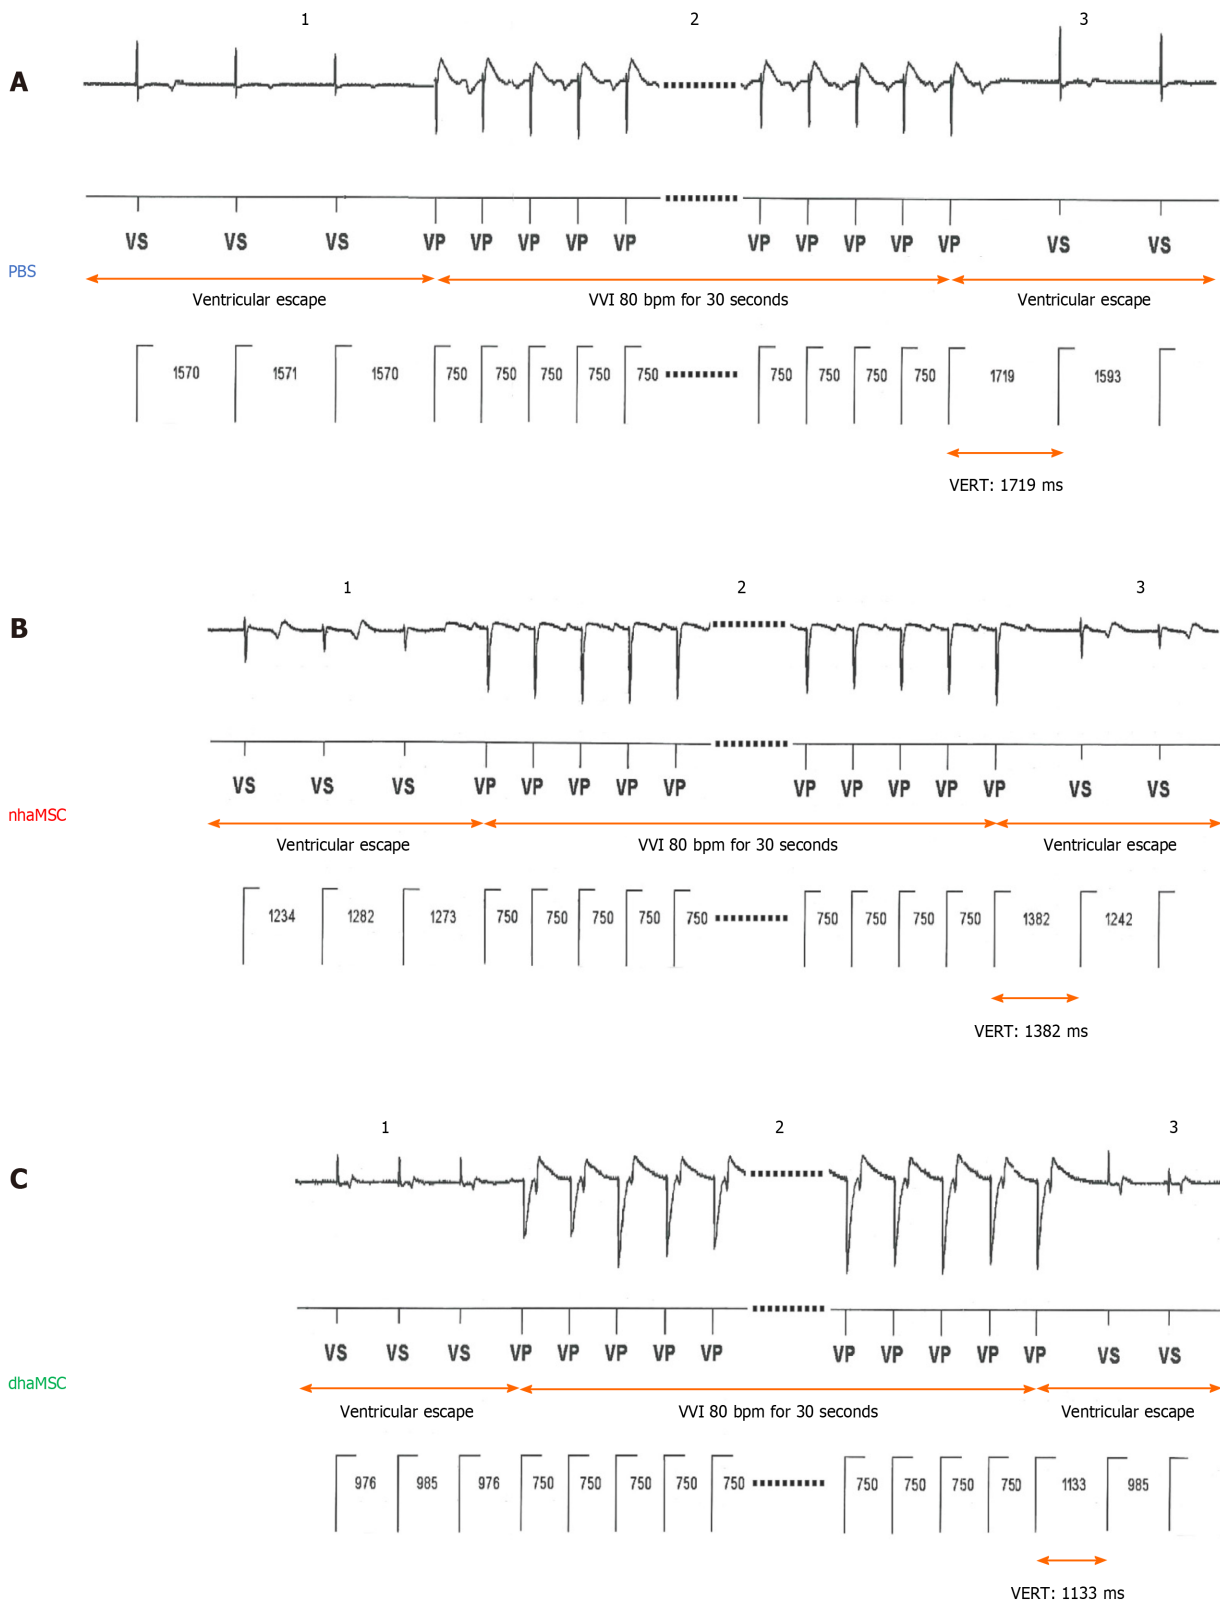 1 2 3
A
VS VS VS VP VP VP VP VP VP VP VP VP VP VS VS
PBS
Ventricular escape VVI 80 bpm for 30 seconds Ventricular escape
1570 1571 1570 750 750 750 750 750 750 750 750 750 1719 1593
VERT: 1719 ms
1 2 3
B
VS VS VS VP VP VP VP VP VP VP VP VP VP VS VS
nhaMSC
Ventricular escape VVI 80 bpm for 30 seconds Ventricular escape
1234 1282 1273 750 750 750 750 750 750 750 750 750 1382 1242
VERT: 1382 ms
1 2 3
C
VS VS VS VP VP VP VP VP VP VP VP VP VP VS VS
dhaMSC
Ventricular escape VVI 80 bpm for 30 seconds Ventricular escape
976 985 976 750 750 750 750 750 750 750 750 750 1133 985
VERT: 1133 ms